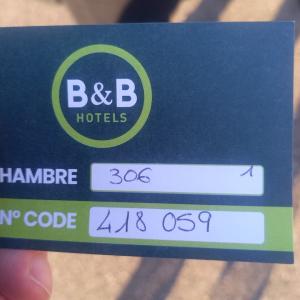 B&B
HOTELS
HAMBRE 306 1
N° CODE 418 059